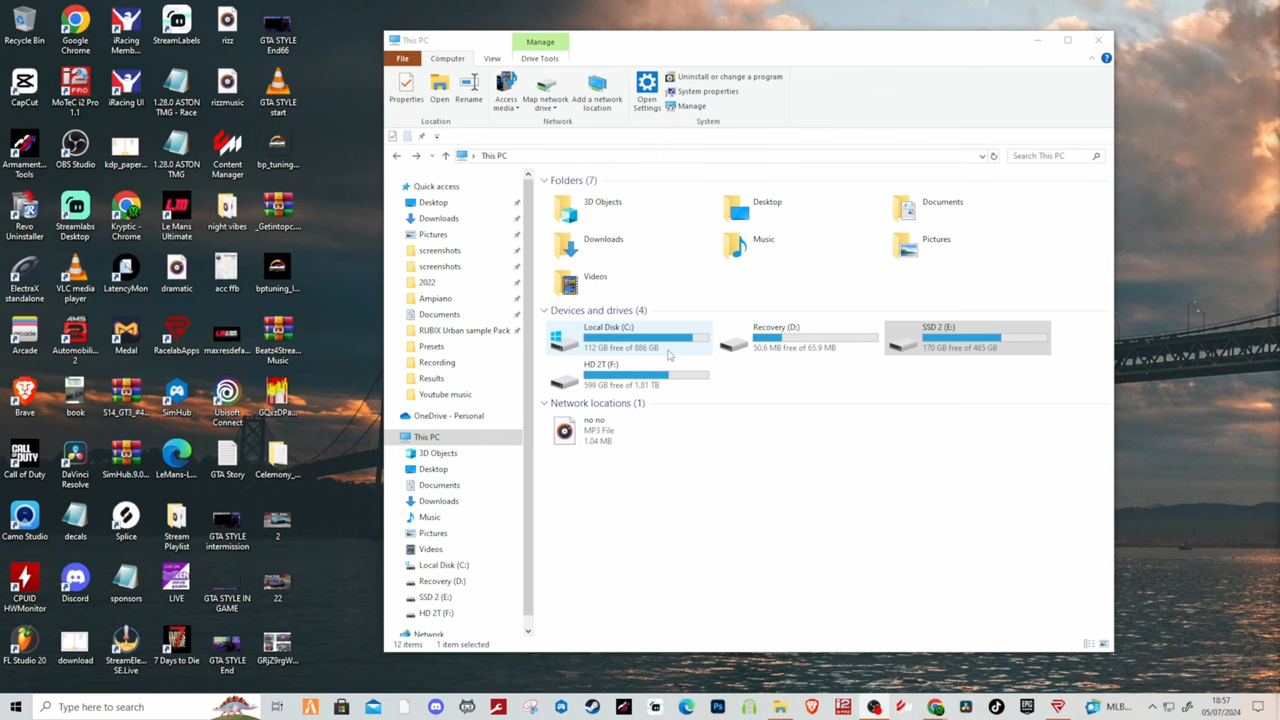 This PC
Manage
File
Computer
View
Drive Tools
Properties
Open
Rename
Access media
Map network drive
Add a network location
Open Settings
Uninstall or change a program
System properties
Manage
Location
Network
System
This PC
Search This PC
Quick access
Desktop
Downloads
Pictures
screenshots
screenshots
2022
Ampiano
Documents
RUBIX Urban sample Pack
Presets
Recording
Results
Youtube music
OneDrive - Personal
This PC
3D Objects
Desktop
Documents
Downloads
Music
Pictures
Videos
Local Disk (C:)
Recovery (D:)
SSD 2 (E:)
HD 2T (F:)
Network
Folders (7)
3D Objects
Desktop
Documents
Downloads
Music
Pictures
Videos
Devices and drives (4)
Local Disk (C:)
112 GB free of 886 GB
Recovery (D:)
50.6 MB free of 65.9 MB
SSD 2 (E:)
170 GB free of 465 GB
HD 2T (F:)
599 GB free of 1.81 TB
Network locations (1)
no no
MP3 File
1.04 MB
12 items
1 item selected
Recycle Bin
Google Chrome
iRacing Memb...
StreamLabels
rizz
GTA STYLE End66
CapCut
MoTeC i2 Pro 1.1
iRacing UI
1.28.0 ASTON TMG - Race
rizzmusic
GTA STYLE start
Armament... Tools
OBS Studio
kdp_paper...
1.28.0 ASTON TMG
Content Manager
bp_tuning...
Revo Uninstaller
Streamlabs Desktop
Kryptic - Chrome
Le Mans Ultimate
night vibes
_Getintopc...
ElectraX standalone
VLC media player
LatencyMon
dramatic
acc ffb
bptuning_l...
Arcade
Automobil... 2
Medal
RacelabApps
maxresdef...
Beatz4Strea...
Brave
book
S14_GT3_#4...
SimHub
Ubisoft Connect
GQxzDPa...
Call of Duty
DaVinci Resolve
SimHub.9.0...
LeMans-L...
GTA Story
Celemony_...
Camo Studio
decals
Splice
Stream Playlist
GTA STYLE intermission
2
CPUID HWMonitor
Discord
sponsors
LIVE
GTA STYLE IN GAME
22
FL Studio 20
download
StreamEle... SE.Live
7 Days to Die
GTA STYLE End
GRjZ9rgW...
Type here to search
MLB...
18:57
05/07/2024